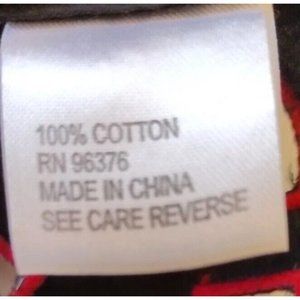 100% COTTON
RN 96376
MADE IN CHINA
SEE CARE REVERSE